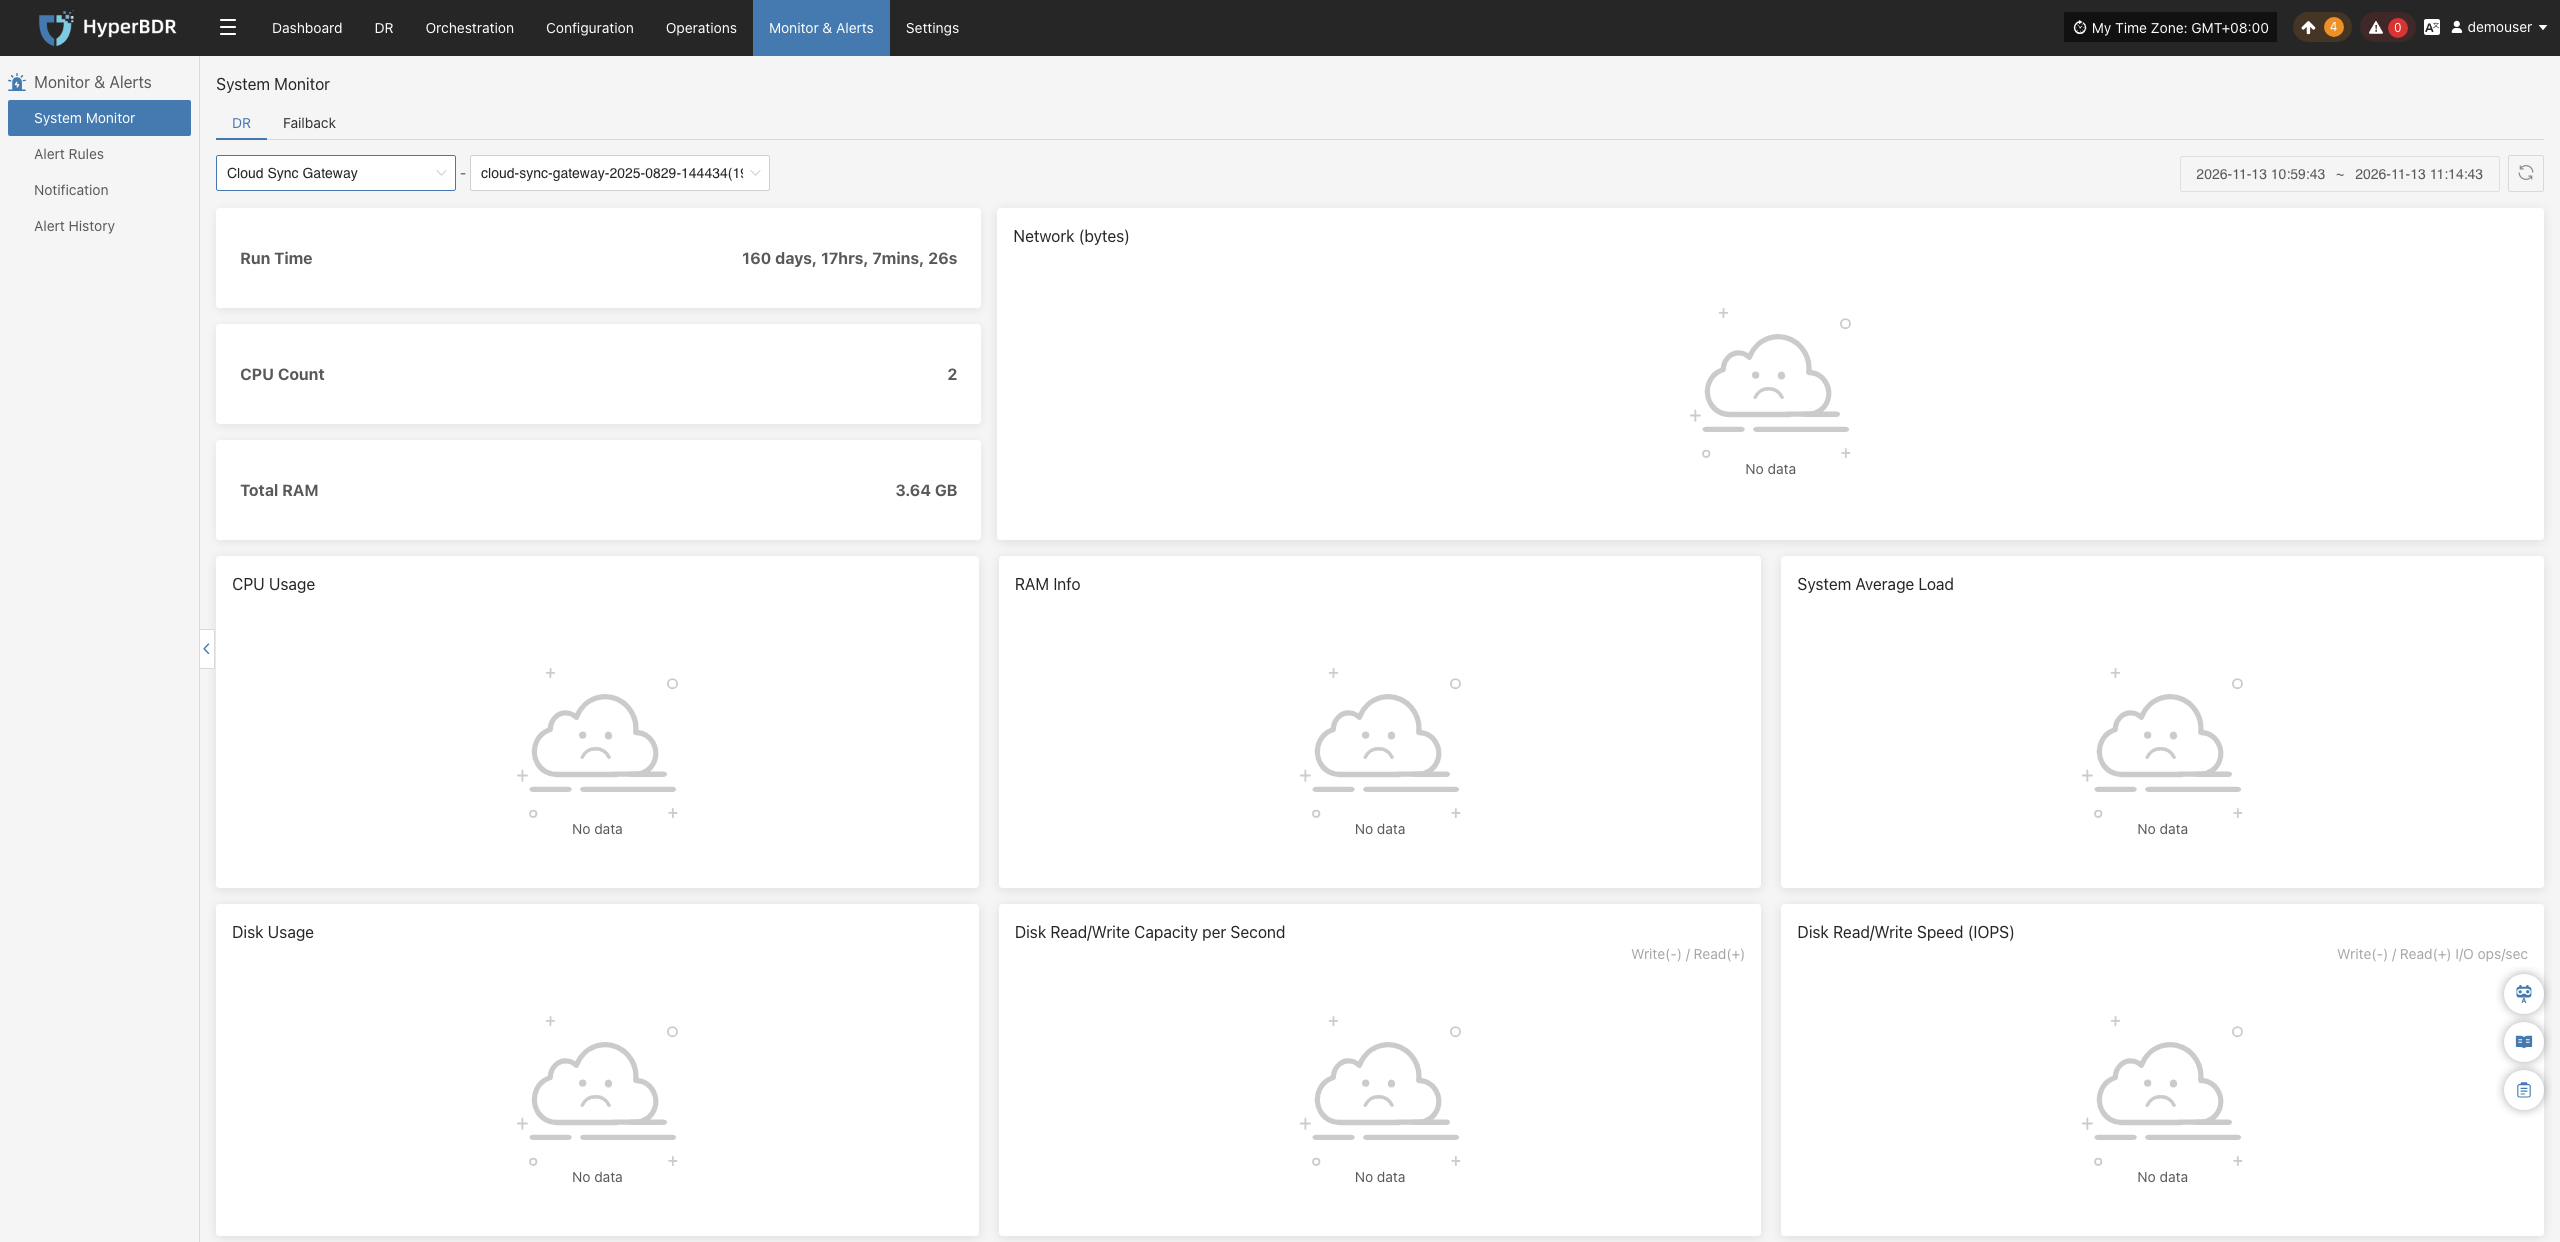 HyperBDR
Dashboard
DR
Orchestration
Configuration
Operations
Monitor & Alerts
Settings
My Time Zone: GMT+08:00
4
0
demouser
Monitor & Alerts
System Monitor
Alert Rules
Notification
Alert History
System Monitor
DR
Failback
Cloud Sync Gateway
-
cloud-sync-gateway-2025-0829-144434(19
2026-11-13 10:59:43 ~ 2026-11-13 11:14:43
Run Time
160 days, 17hrs, 7mins, 26s
CPU Count
2
Total RAM
3.64 GB
Network (bytes)
No data
CPU Usage
No data
RAM Info
No data
System Average Load
No data
Disk Usage
No data
Disk Read/Write Capacity per Second
Write(-) / Read(+)
No data
Disk Read/Write Speed (IOPS)
Write(-) / Read(+) I/O ops/sec
No data